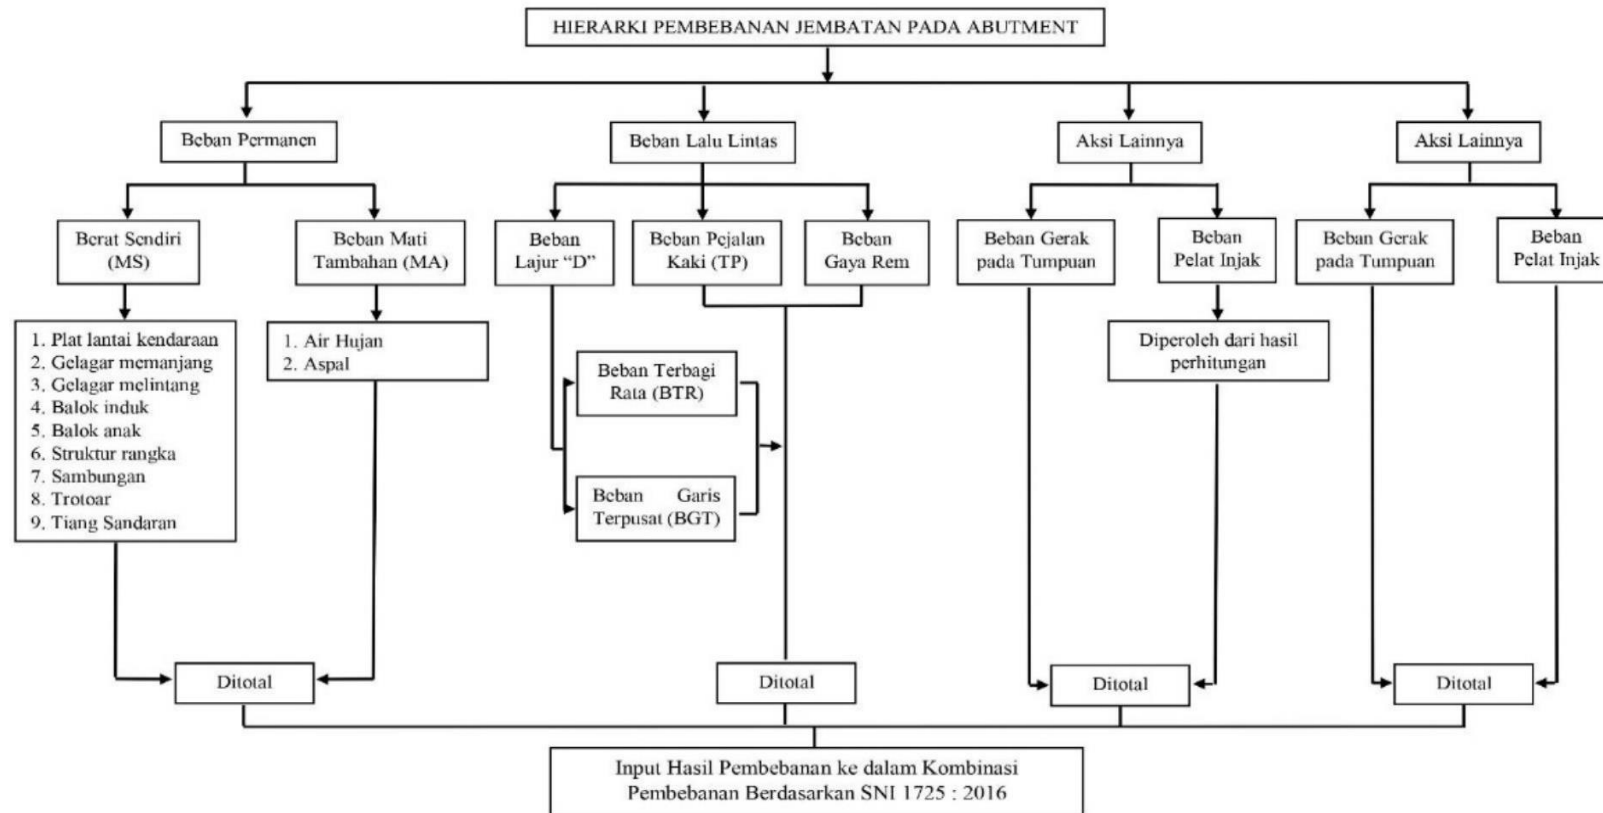 HIERARKI PEMBEBANAN JEMBATAN PADA ABUTMENT
Beban Permanen
Beban Lalu Lintas
Aksi Lainnya
Aksi Lainnya
Berat Sendiri
(MS)
Beban Mati
Tambahan (MA)
Beban
Lajur “D”
Beban Pejalan
Kaki (TP)
Beban
Gaya Rem
Beban Gerak
pada Tumpuan
Beban
Pelat Injak
Beban Gerak
pada Tumpuan
Beban
Pelat Injak
1. Plat lantai kendaraan
2. Gelagar memanjang
3. Gelagar melintang
4. Balok induk
5. Balok anak
6. Struktur rangka
7. Sambungan
8. Trotoar
9. Tiang Sandaran
1. Air Hujan
2. Aspal
Beban Terbagi
Rata (BTR)
Beban Garis
Terpusat (BGT)
Diperoleh dari hasil
perhitungan
Ditotal
Ditotal
Ditotal
Ditotal
Input Hasil Pembebanan ke dalam Kombinasi
Pembebanan Berdasarkan SNI 1725 : 2016